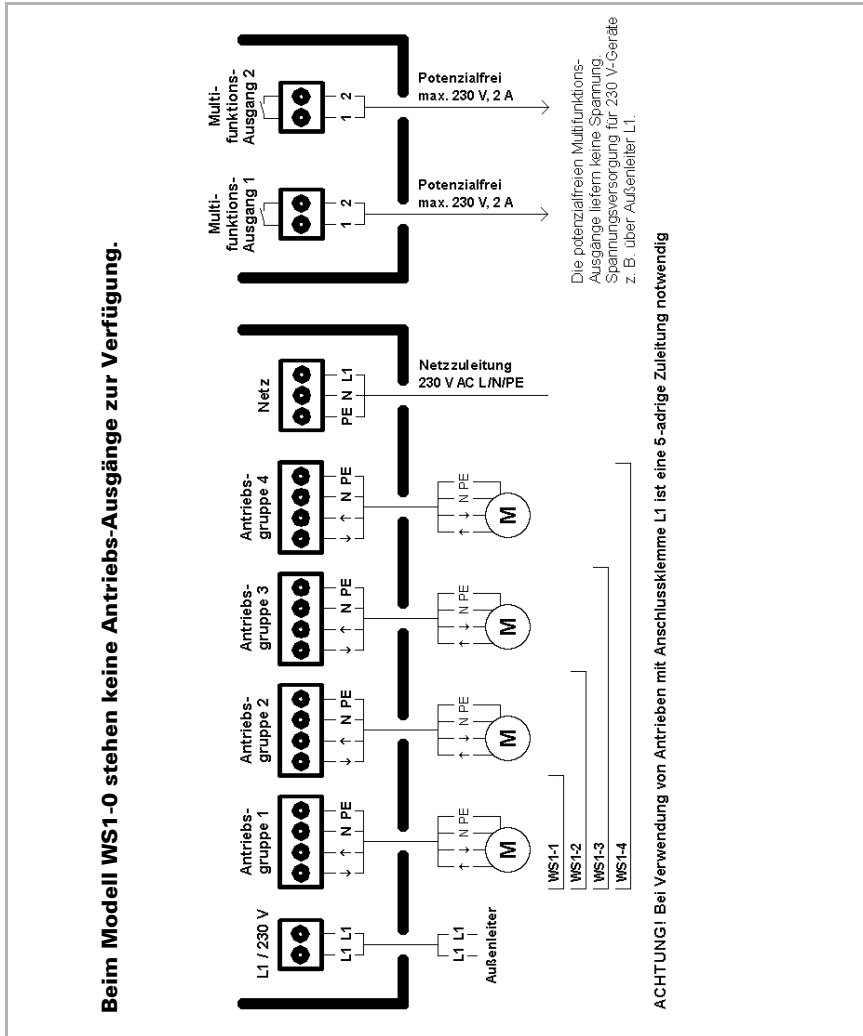 Beim Modell WS1-0 stehen keine Antriebs-Ausgänge zur Verfügung.
L1 / 230 V
L1 L1
L1 L1
Außenleiter
Antriebs-
gruppe 1
↓ ↑ N PE
↑ ↓ N PE
M
Antriebs-
gruppe 2
↓ ↑ N PE
↑ ↓ N PE
M
Antriebs-
gruppe 3
↓ ↑ N PE
↑ ↓ N PE
M
Antriebs-
gruppe 4
↓ ↑ N PE
↑ ↓ N PE
M
Netz
PE N L1
Netzzuleitung
230 V AC L/N/PE
Multi-
funktions-
Ausgang 1
1 2
Potenzialfrei
max. 230 V, 2 A
Multi-
funktions-
Ausgang 2
1 2
Potenzialfrei
max. 230 V, 2 A
WS1-1
WS1-2
WS1-3
WS1-4
Die potenzialfreien Multifunktions-
Ausgänge liefern keine Spannung.
Spannungsversorgung für 230 V-Geräte
z. B. über Außenleiter L1.
ACHTUNG! Bei Verwendung von Antrieben mit Anschlussklemme L1 ist eine 5-adrige Zuleitung notwendig